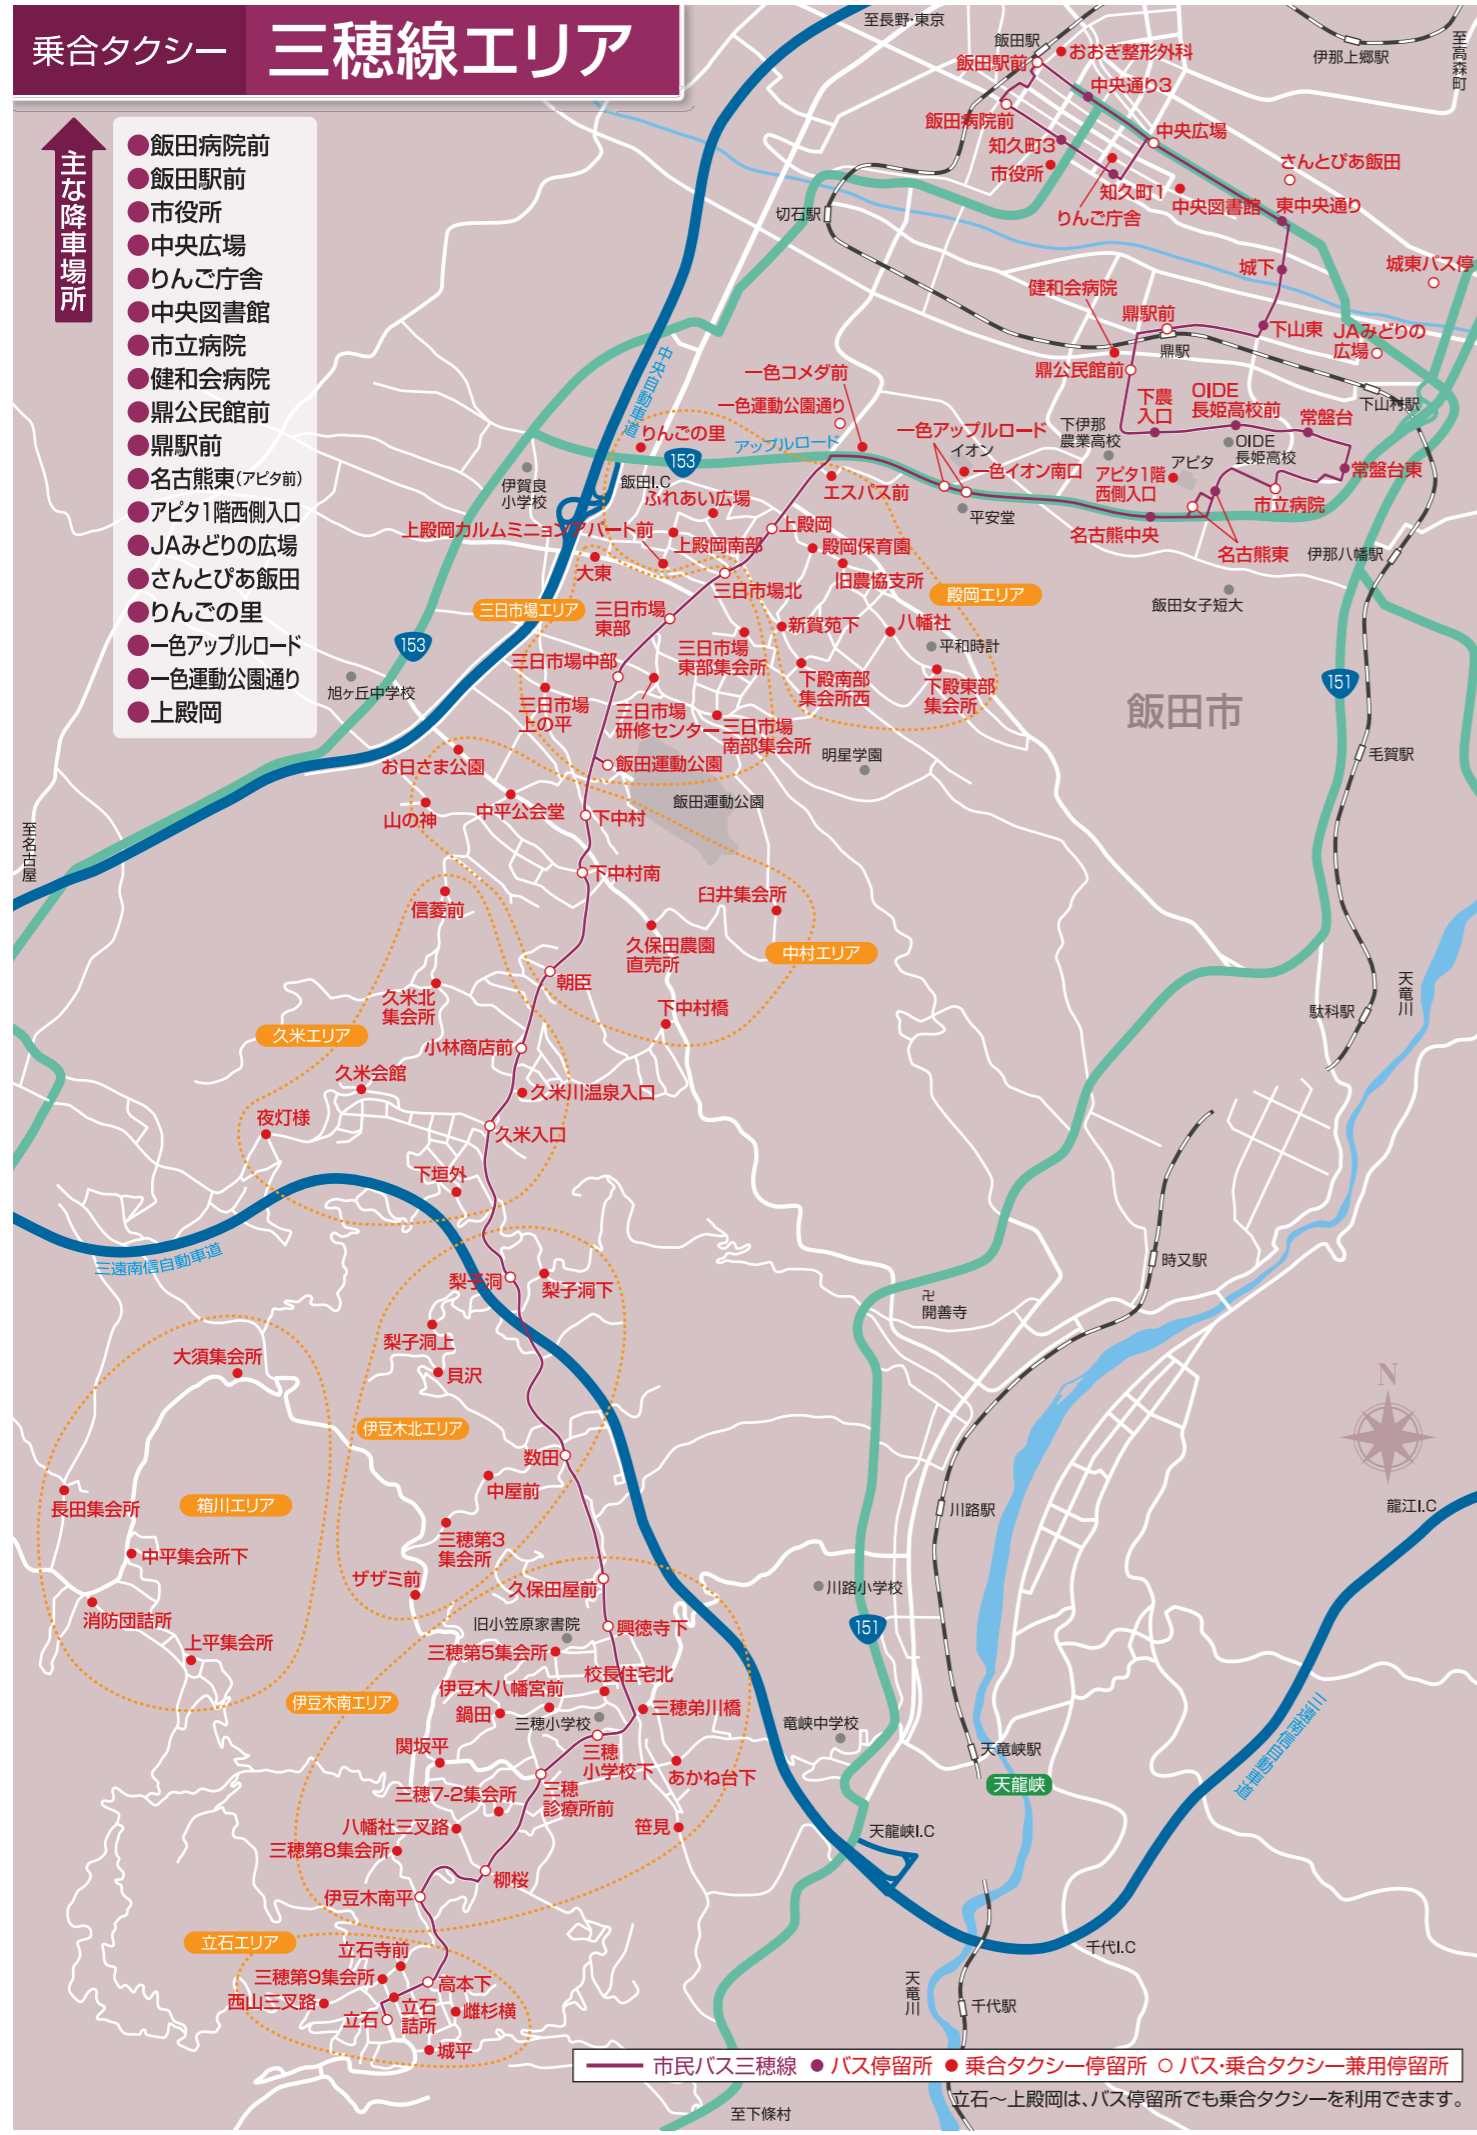 乗合タクシー
三穂線エリア
主な降車場所
●飯田病院前
●飯田駅前
●市役所
●中央広場
●りんご庁舎
●中央図書館
●市立病院
●健和会病院
●鼎公民館前
●鼎駅前
●名古熊東(アピタ前)
●アピタ1階西側入口
●JAみどりの広場
●さんとぴあ飯田
●りんごの里
●一色アップルロード
●一色運動公園通り
●上殿岡
至長野・東京
飯田駅
おおぎ整形外科
飯田駅前
中央通り3
伊那上郷駅
至高森町
飯田病院前
知久町3
中央広場
市役所
さんとぴあ飯田
知久町1
中央図書館
東中央通り
りんご庁舎
切石駅
城下
城東バス停
健和会病院
鼎駅前
下山東
JAみどりの
広場
鼎駅
鼎公民館前
下山村駅
中央自動車道
一色コメダ前
一色運動公園通り
下農
入口
OIDE
長姫高校前
常盤台
りんごの里
アップルロード
153
一色アップルロード
下伊那
農業高校
OIDE
長姫高校
イオン
一色イオン南口
アピタ1階
西側入口
アピタ
常盤台東
伊賀良
小学校
飯田I.C
ふれあい広場
エスパス前
平安堂
名古熊中央
市立病院
名古熊東
伊那八幡駅
上殿岡カルムミニョンアパート前
上殿岡
上殿岡南部
殿岡保育園
旧農協支所
大東
三日市場北
殿岡エリア
飯田女子短大
三日市場エリア
三日市場
東部
新賀苑下
八幡社
153
三日市場
東部集会所
平和時計
三日市場中部
下殿南部
集会所西
下殿東部
集会所
旭ヶ丘中学校
三日市場
上の平
三日市場
研修センター
三日市場
南部集会所
飯田市
151
お日さま公園
飯田運動公園
明星学園
毛賀駅
中平公会堂
山の神
下中村
飯田運動公園
至名古屋
下中村南
信菱前
臼井集会所
久保田農園
直売所
中村エリア
朝臣
久米北
集会所
下中村橋
天竜川
駄科駅
久米エリア
小林商店前
久米会館
久米川温泉入口
夜灯様
久米入口
下垣外
三遠南信自動車道
梨子洞
梨子洞下
時又駅
卍
開善寺
梨子洞上
大須集会所
貝沢
N
伊豆木北エリア
数田
中屋前
長田集会所
箱川エリア
川路駅
龍江I.C
三穂第3
集会所
中平集会所下
ザザミ前
久保田屋前
川路小学校
消防団詰所
旧小笠原家書院
興徳寺下
151
上平集会所
三穂第5集会所
校長住宅北
伊豆木南エリア
伊豆木八幡宮前
鍋田
三穂小学校
三穂弟川橋
三遠南信自動車道
竜峡中学校
関坂平
三穂
小学校下
あかね台下
天竜峡駅
天龍峡
三穂7-2集会所
三穂
診療所前
八幡社三叉路
笹見
天龍峡I.C
三穂第8集会所
柳桜
伊豆木南平
立石エリア
立石寺前
千代I.C
三穂第9集会所
高本下
天竜川
西山三叉路
立石
詰所
雌杉横
千代駅
立石
城平
市民バス三穂線 ●バス停留所 ●乗合タクシー停留所 ○バス・乗合タクシー兼用停留所
立石～上殿岡は、バス停留所でも乗合タクシーを利用できます。
至下條村